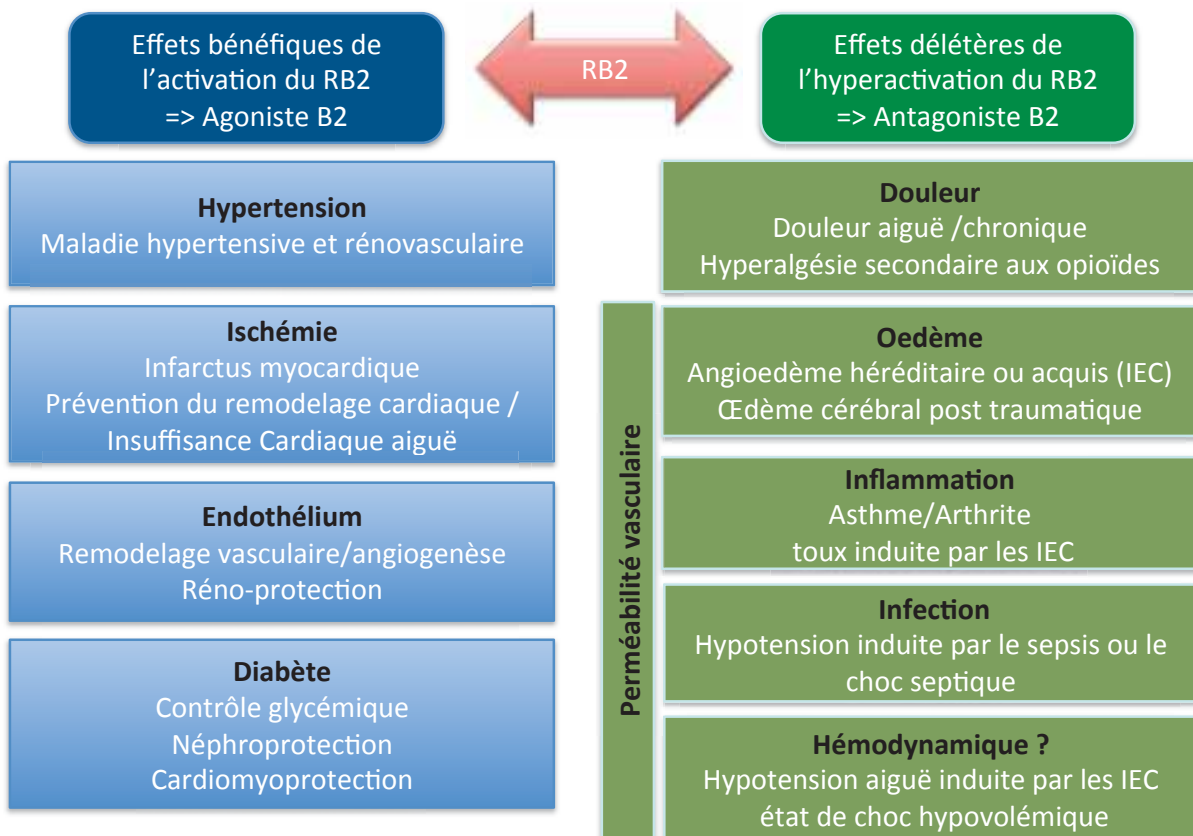 Effets bénéfiques de
l’activation du RB2
=> Agoniste B2
RB2
Effets délétères de
l’hyperactivation du RB2
=> Antagoniste B2
Hypertension
Maladie hypertensive et rénovasculaire
Ischémie
Infarctus myocardique
Prévention du remodelage cardiaque /
Insuffisance Cardiaque aiguë
Endothélium
Remodelage vasculaire/angiogenèse
Réno-protection
Diabète
Contrôle glycémique
Néphroprotection
Cardiomyoprotection
Perméabilité vasculaire
Douleur
Douleur aiguë /chronique
Hyperalgésie secondaire aux opioïdes
Oedème
Angioedème héréditaire ou acquis (IEC)
Œdème cérébral post traumatique
Inflammation
Asthme/Arthrite
toux induite par les IEC
Infection
Hypotension induite par le sepsis ou le
choc septique
Hémodynamique ?
Hypotension aiguë induite par les IEC
état de choc hypovolémique